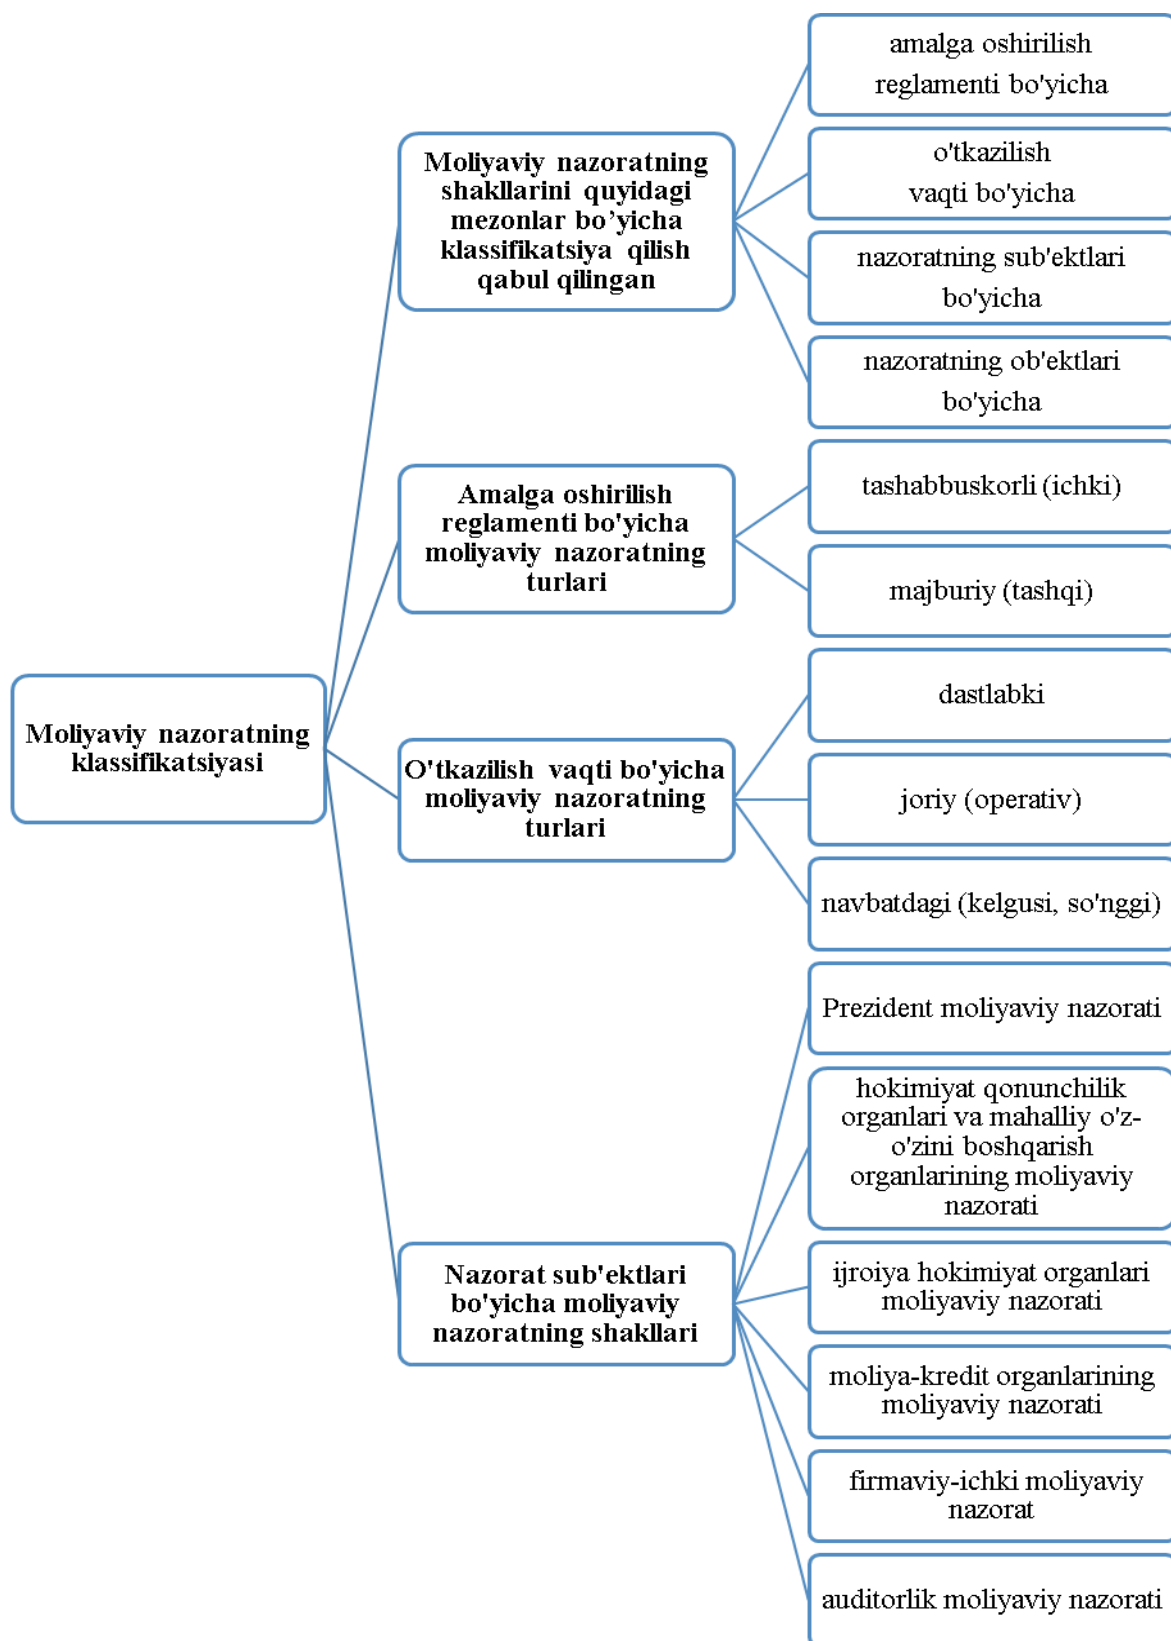 Moliyaviy nazoratning
klassifikatsiyasi
Moliyaviy nazoratning
shakllarini quyidagi
mezonlar bo’yicha
klassifikatsiya qilish
qabul qilingan
amalga oshirilish
reglamenti bo'yicha
o'tkazilish
vaqti bo'yicha
nazoratning sub'ektlari
bo'yicha
nazoratning ob'ektlari
bo'yicha
Amalga oshirilish
reglamenti bo'yicha
moliyaviy nazoratning
turlari
tashabbuskorli (ichki)
majburiy (tashqi)
O'tkazilish vaqti bo'yicha
moliyaviy nazoratning
turlari
dastlabki
joriy (operativ)
navbatdagi (kelgusi, so'nggi)
Nazorat sub'ektlari
bo'yicha moliyaviy
nazoratning shakllari
Prezident moliyaviy nazorati
hokimiyat qonunchilik
organlari va mahalliy o'z-
o'zini boshqarish
organlarining moliyaviy
nazorati
ijroiya hokimiyat organlari
moliyaviy nazorati
moliya-kredit organlarining
moliyaviy nazorati
firmaviy-ichki moliyaviy
nazorat
auditorlik moliyaviy nazorati